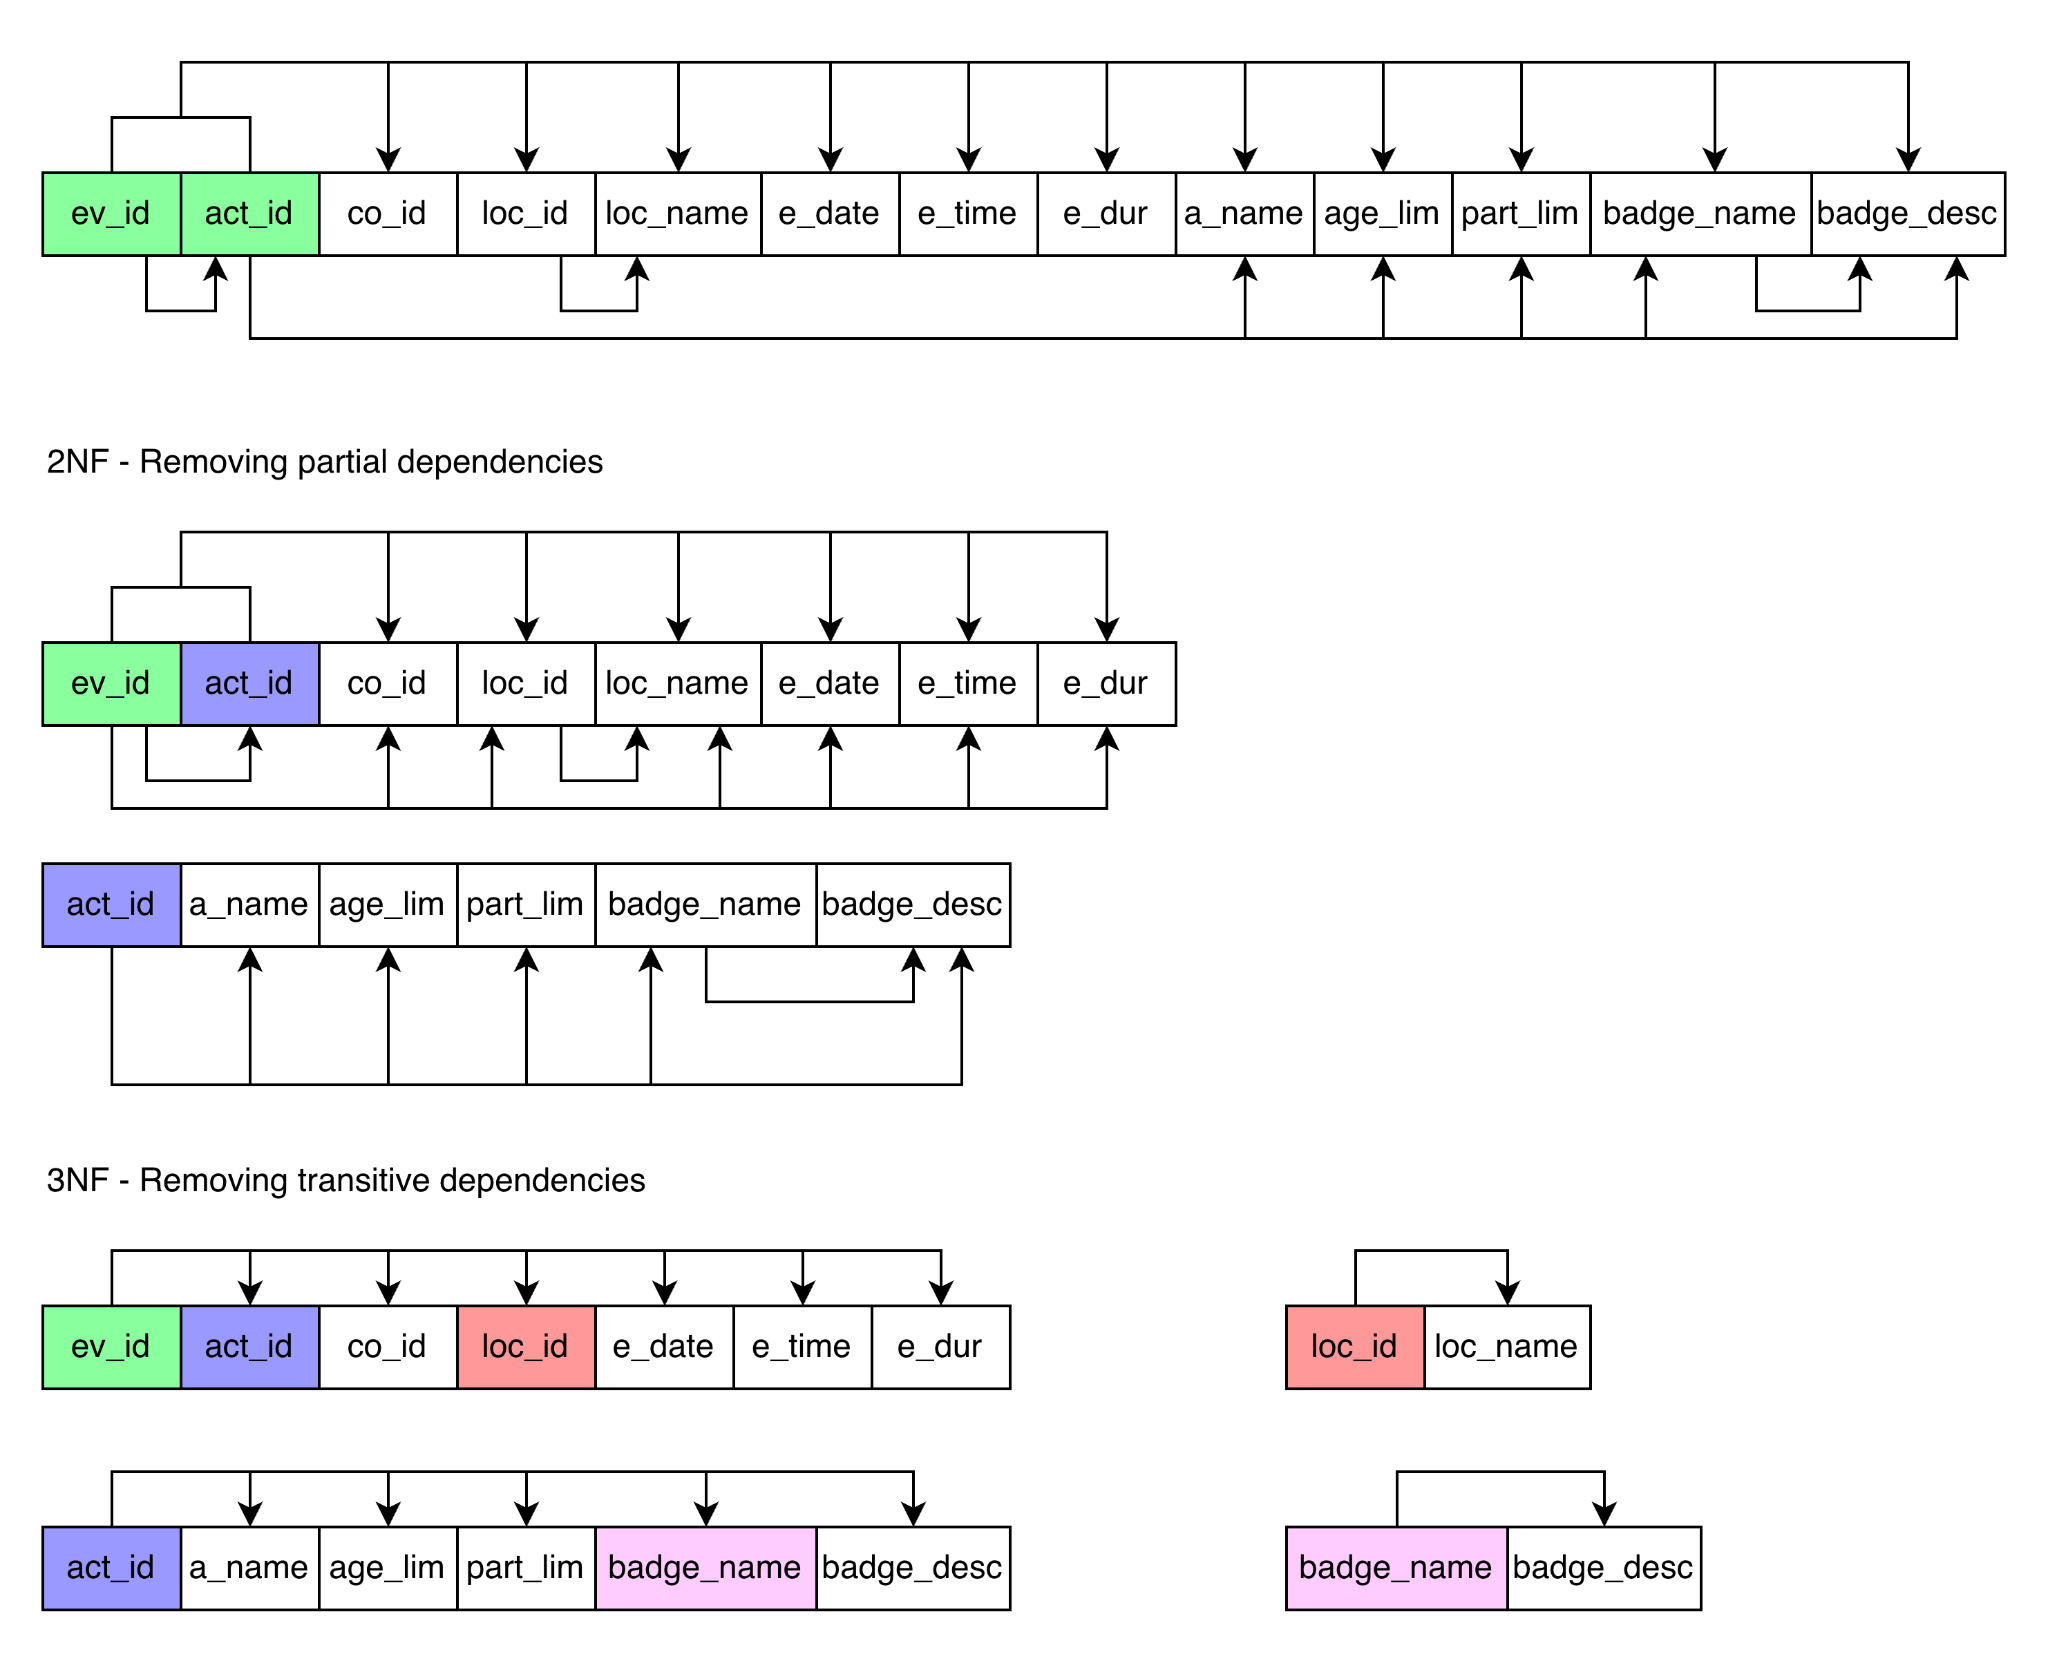 ev_id act_id co_id loc_id loc_name e_date e_time e_dur a_name age_lim part_lim badge_name badge_desc
2NF - Removing partial dependencies
ev_id act_id co_id loc_id loc_name e_date e_time e_dur
act_id a_name age_lim part_lim badge_name badge_desc
3NF - Removing transitive dependencies
ev_id act_id co_id loc_id e_date e_time e_dur
loc_id loc_name
act_id a_name age_lim part_lim badge_name badge_desc
badge_name badge_desc